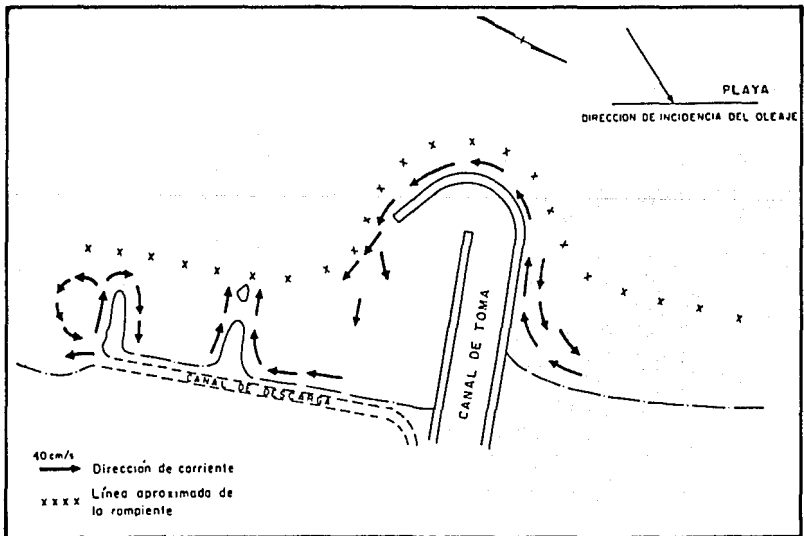 PLAYA
DIRECCION DE INCIDENCIA DEL OLEAJE
CANAL DE TOMA
CANAL DE DESCARGA
40 cm/s
Dirección de corriente
x x x x Línea aproximada de
la rompiente